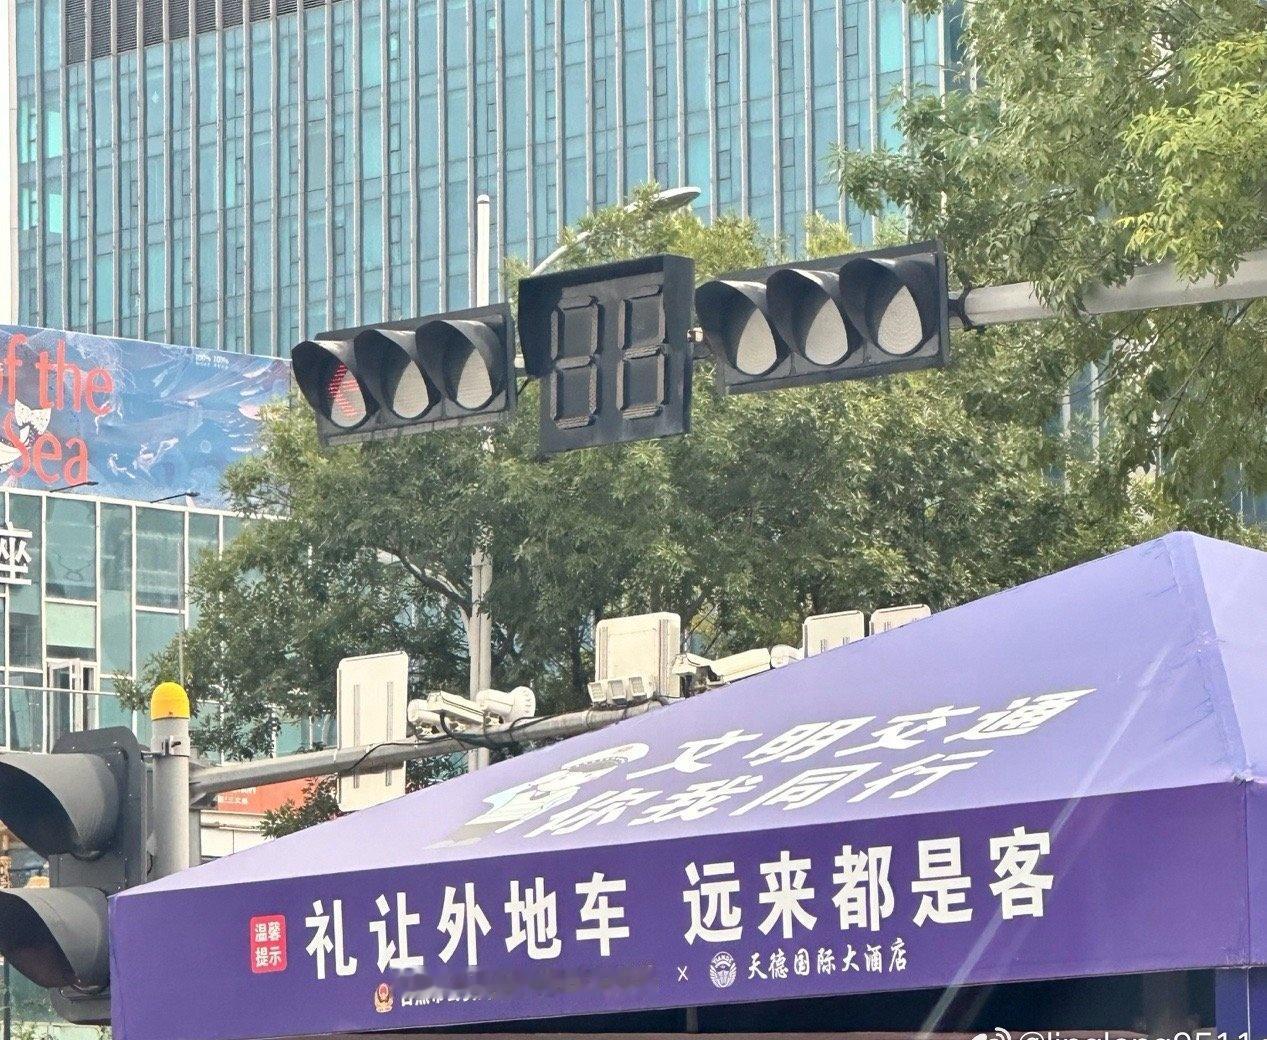 of the
Sea
座
文明交通
你我同行
温馨
提示
礼让外地车 远来都是客
x
天德国际大酒店